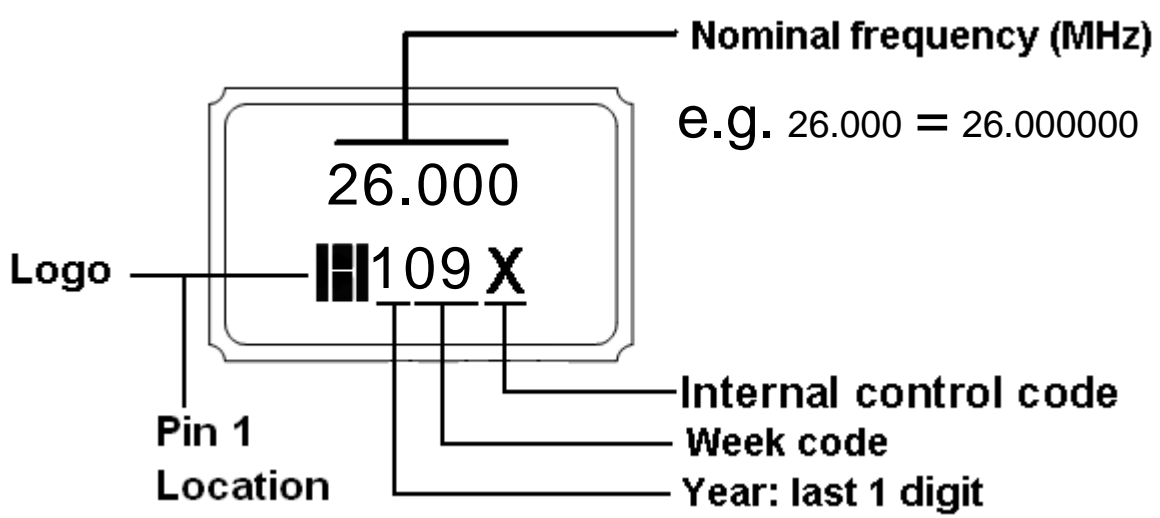 Nominal frequency (MHz)
e.g. 26.000 = 26.000000
26.000
Logo
109 X
Internal control code
Pin 1
Location
Week code
Year: last 1 digit